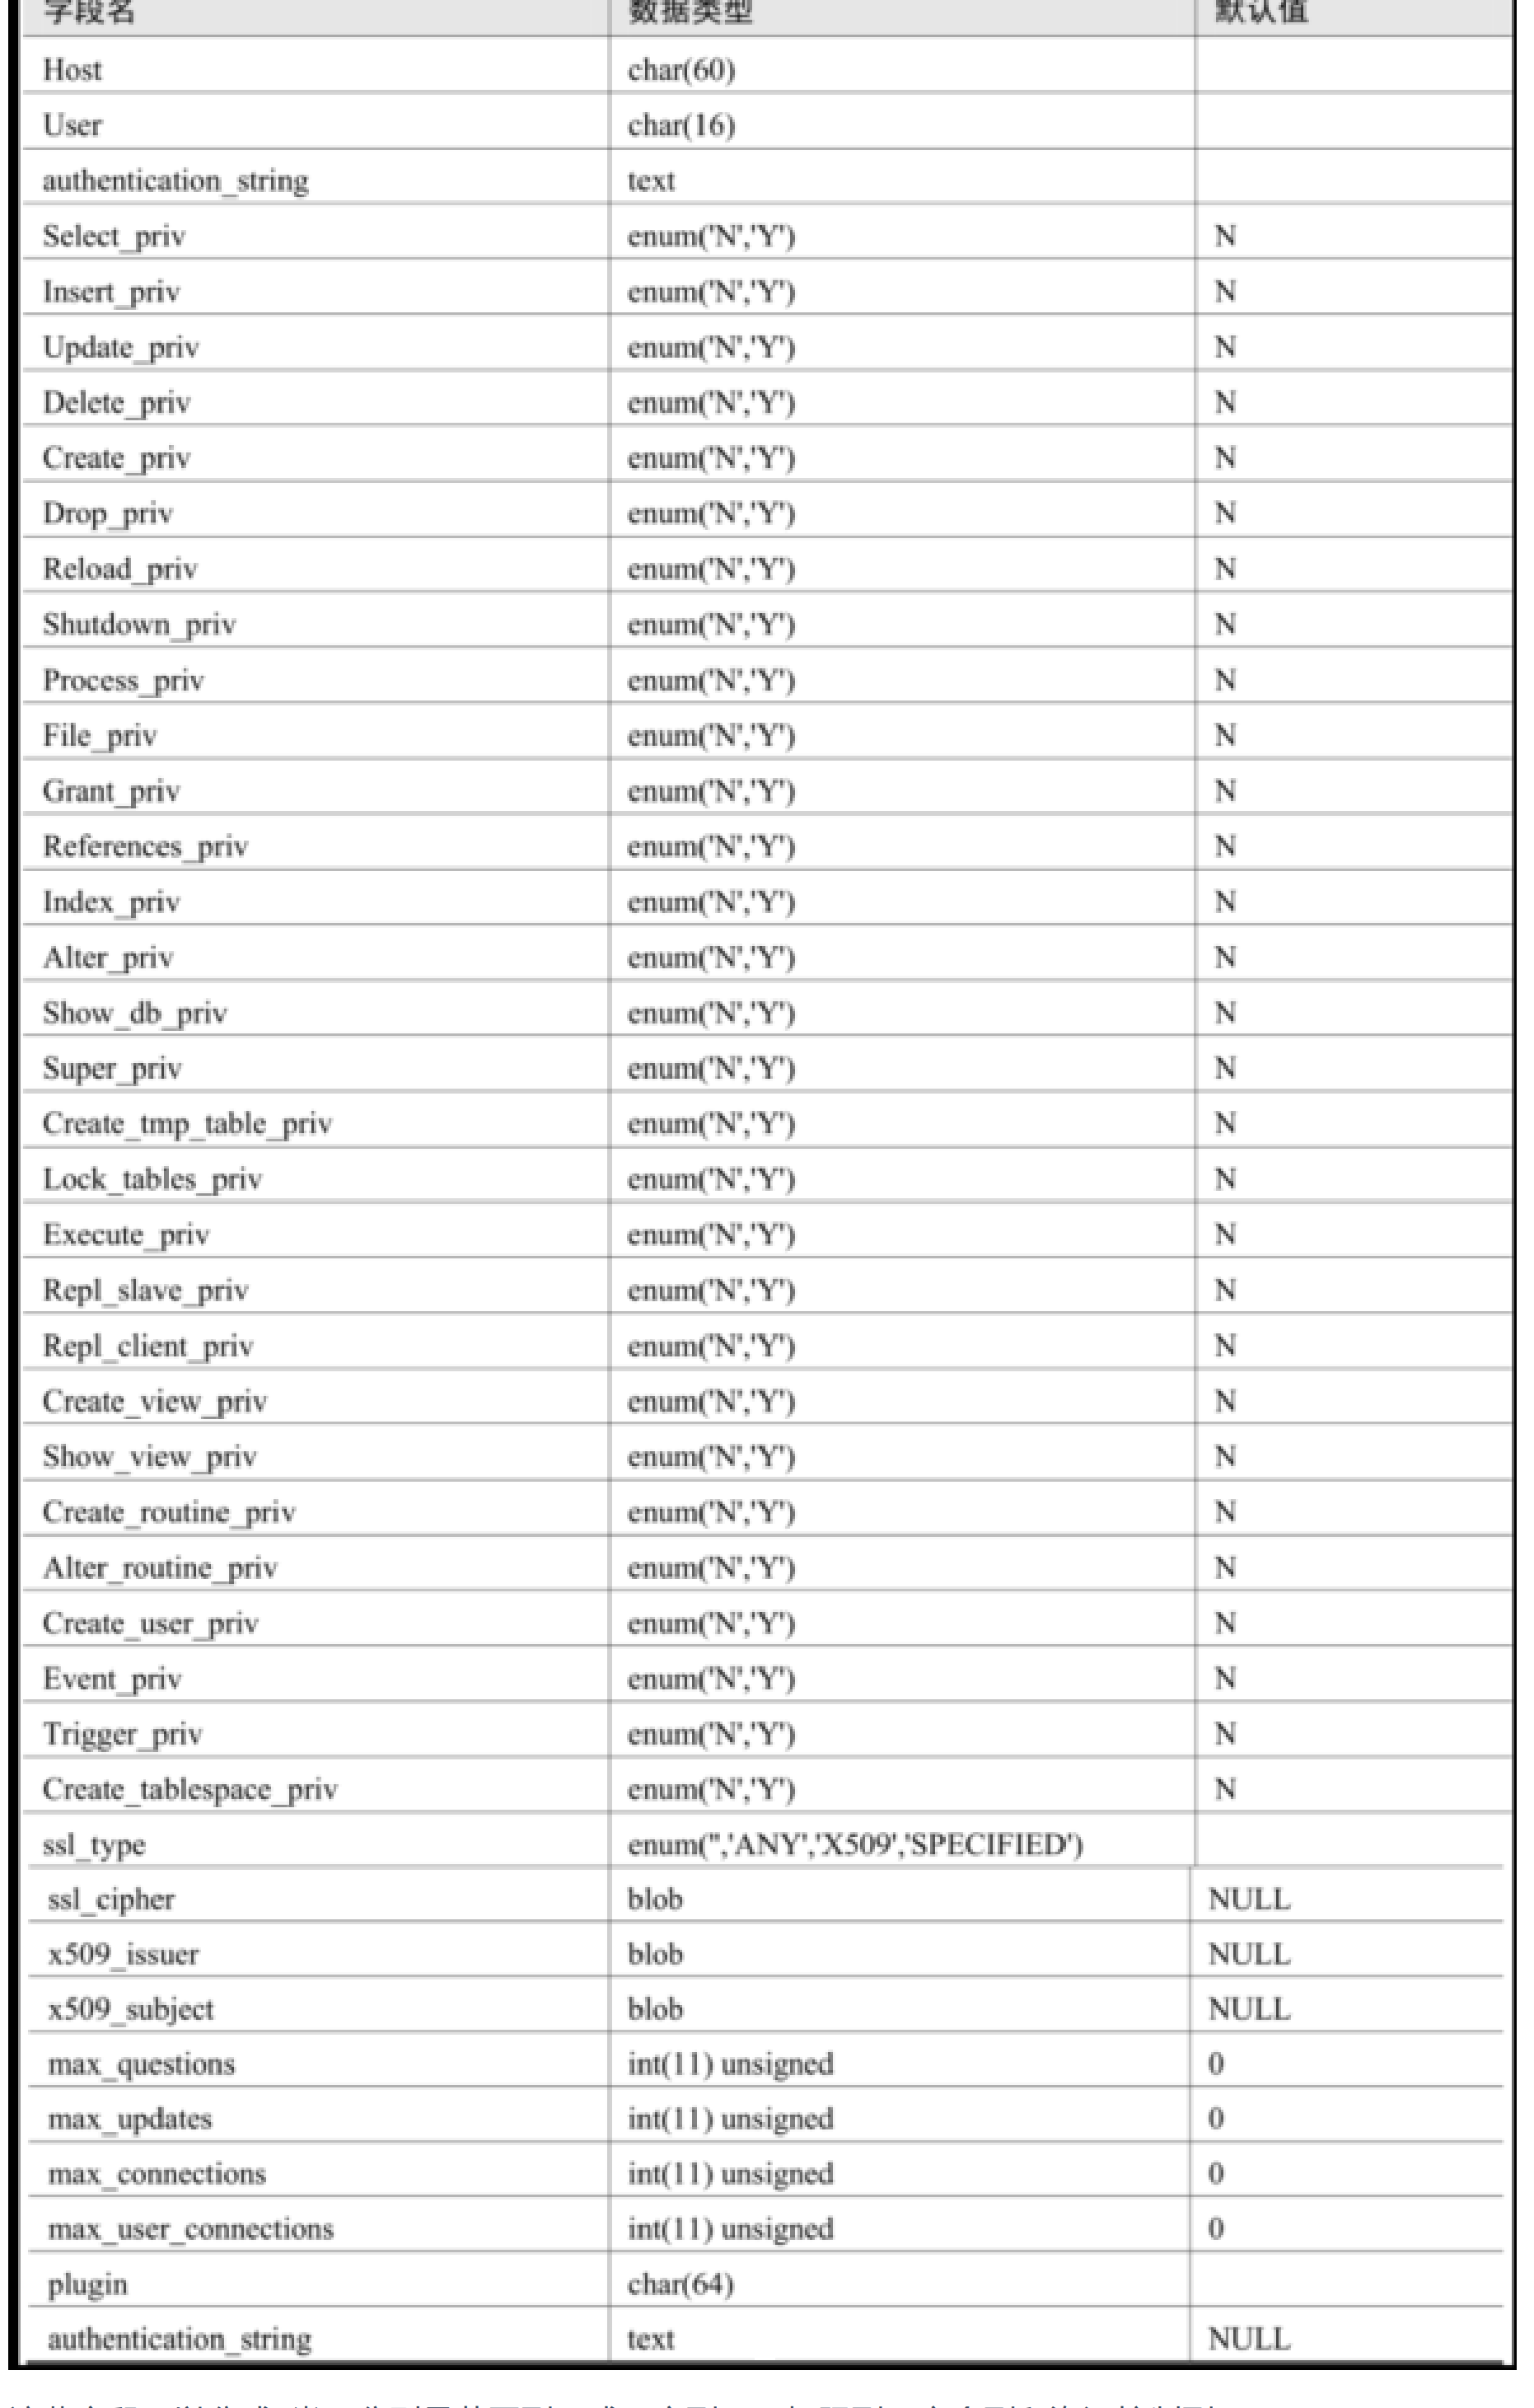 字段名 数据类型 默认值
Host char(60)
User char(16)
authentication_string text
Select_priv enum('N','Y') N
Insert_priv enum('N','Y') N
Update_priv enum('N','Y') N
Delete_priv enum('N','Y') N
Create_priv enum('N','Y') N
Drop_priv enum('N','Y') N
Reload_priv enum('N','Y') N
Shutdown_priv enum('N','Y') N
Process_priv enum('N','Y') N
File_priv enum('N','Y') N
Grant_priv enum('N','Y') N
References_priv enum('N','Y') N
Index_priv enum('N','Y') N
Alter_priv enum('N','Y') N
Show_db_priv enum('N','Y') N
Super_priv enum('N','Y') N
Create_tmp_table_priv enum('N','Y') N
Lock_tables_priv enum('N','Y') N
Execute_priv enum('N','Y') N
Repl_slave_priv enum('N','Y') N
Repl_client_priv enum('N','Y') N
Create_view_priv enum('N','Y') N
Show_view_priv enum('N','Y') N
Create_routine_priv enum('N','Y') N
Alter_routine_priv enum('N','Y') N
Create_user_priv enum('N','Y') N
Event_priv enum('N','Y') N
Trigger_priv enum('N','Y') N
Create_tablespace_priv enum('N','Y') N
ssl_type enum('','ANY','X509','SPECIFIED')
ssl_cipher blob NULL
x509_issuer blob NULL
x509_subject blob NULL
max_questions int(11) unsigned 0
max_updates int(11) unsigned 0
max_connections int(11) unsigned 0
max_user_connections int(11) unsigned 0
plugin char(64)
authentication_string text NULL